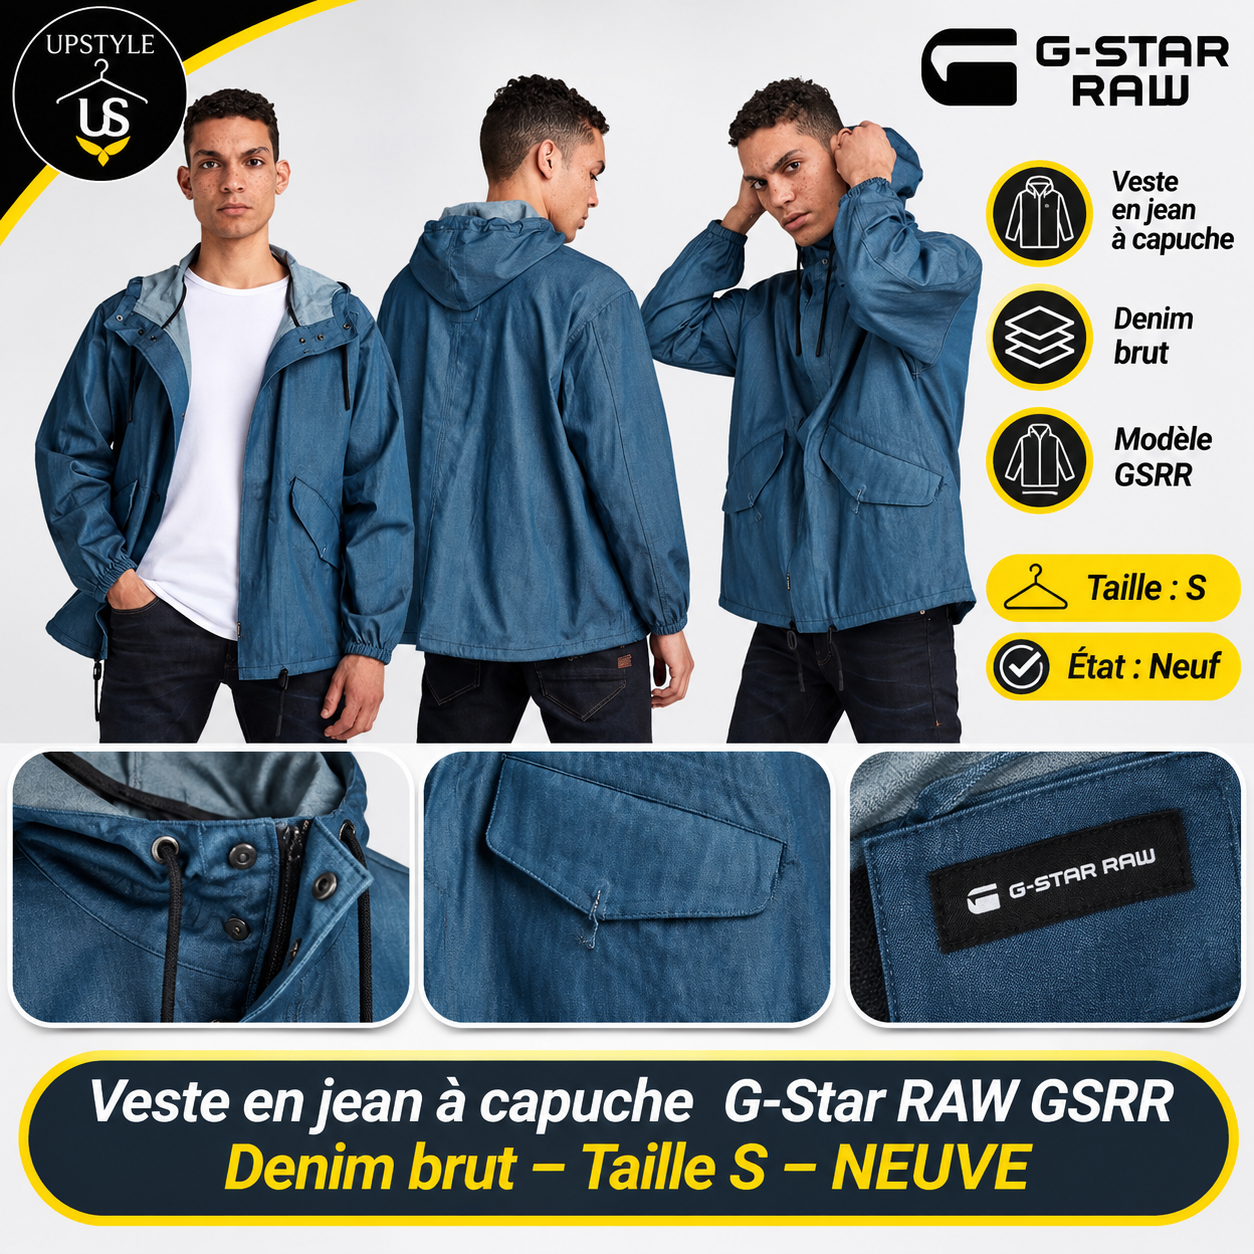 UPSTYLE
US
G-STAR
RAW
Veste
en jean
à capuche
Denim
brut
Modèle
GSRR
Taille : S
État : Neuf
G-STAR RAW
Veste en jean à capuche G-Star RAW GSRR
Denim brut – Taille S – NEUVE